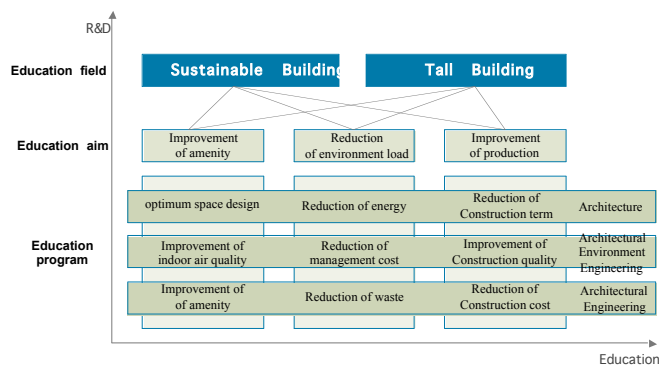 R&D
Education field
Sustainable Building
Tall Building
Education aim
Improvement
of amenity
Reduction
of environment load
Improvement
of production
Education
program
optimum space design
Reduction of energy
Reduction of
Construction term
Architecture
Improvement of
indoor air quality
Reduction of
management cost
Improvement of
Construction quality
Architectural
Environment
Engineering
Improvement of
of amenity
Reduction of waste
Reduction of
Construction cost
Architectural
Engineering
Education